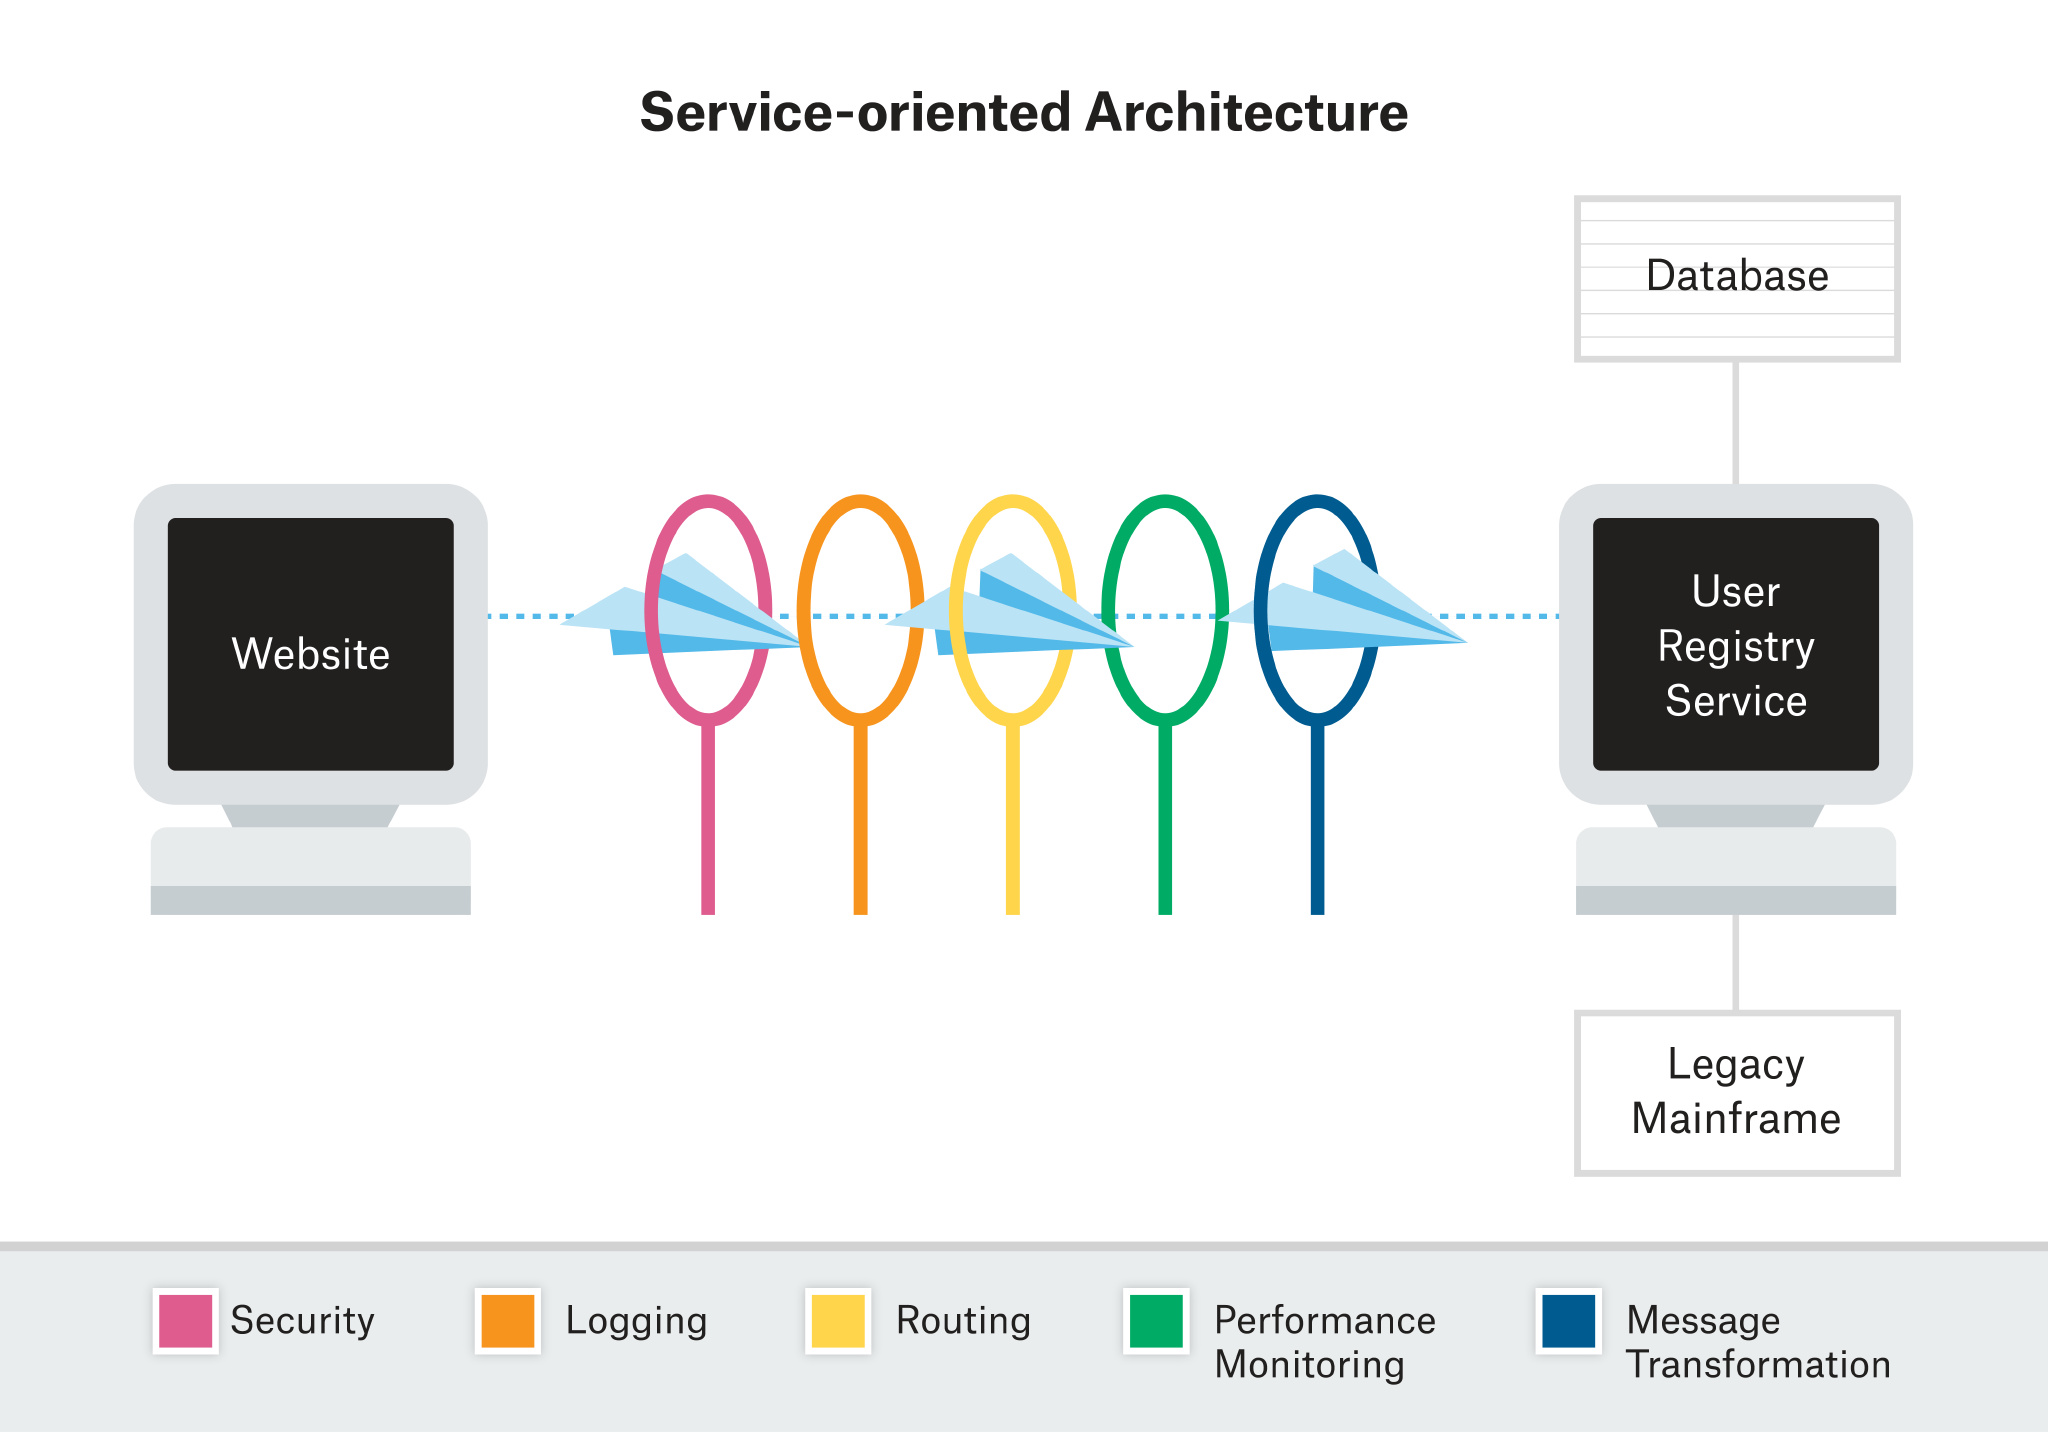 Service-oriented Architecture
Database
Website
User
Registry
Service
Legacy
Mainframe
Security
Logging
Routing
Performance
Monitoring
Message
Transformation